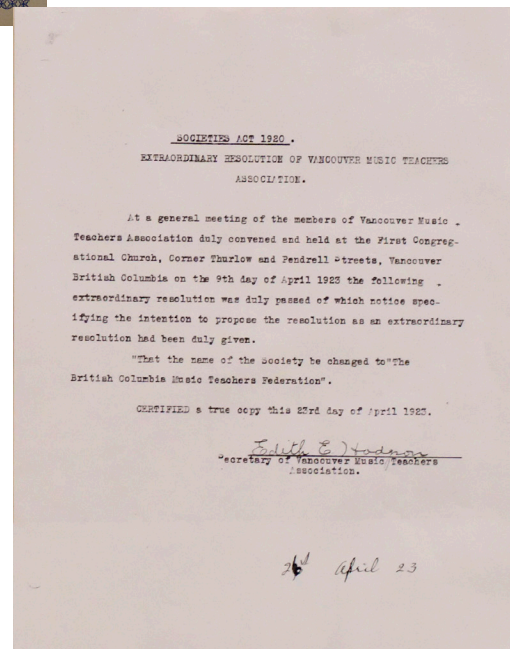 SOCIETIES ACT 1920 .
EXTRAORDINARY RESOLUTION OF VANCOUVER MUSIC TEACHERS
ASSOCIATION.
At a general meeting of the members of Vancouver Music .
Teachers Association duly convened and held at the First Congreg-
ational Church, Corner Thurlow and Pendrell Streets, Vancouver
British Columbia on the 9th day of April 1923 the following .
extraordinary resolution was duly passed of which notice spec-
ifying the intention to propose the resolution as an extraordinary
resolution had been duly given.
"That the name of the Society be changed to"The
British Columbia Music Teachers Federation".
CERTIFIED a true copy this 23rd day of April 1923.
Edith E Hodgson
Secretary of Vancouver Music Teachers
Association.
April 23